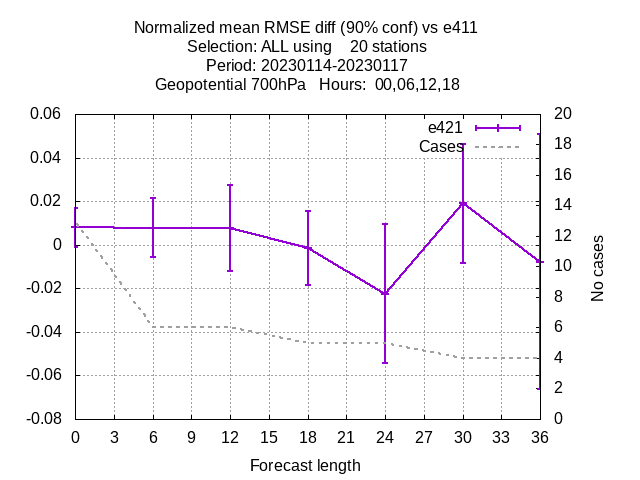 Normalized mean RMSE diff (90% conf) vs e411
Selection: ALL using    20 stations
Period: 20230114-20230117
Geopotential 700hPa   Hours:  00,06,12,18
e421
Cases
0.06
0.04
0.02
0
-0.02
-0.04
-0.06
-0.08
20
18
16
14
12
10
8
6
4
2
0
No cases
0 3 6 9 12 15 18 21 24 27 30 33 36
Forecast length